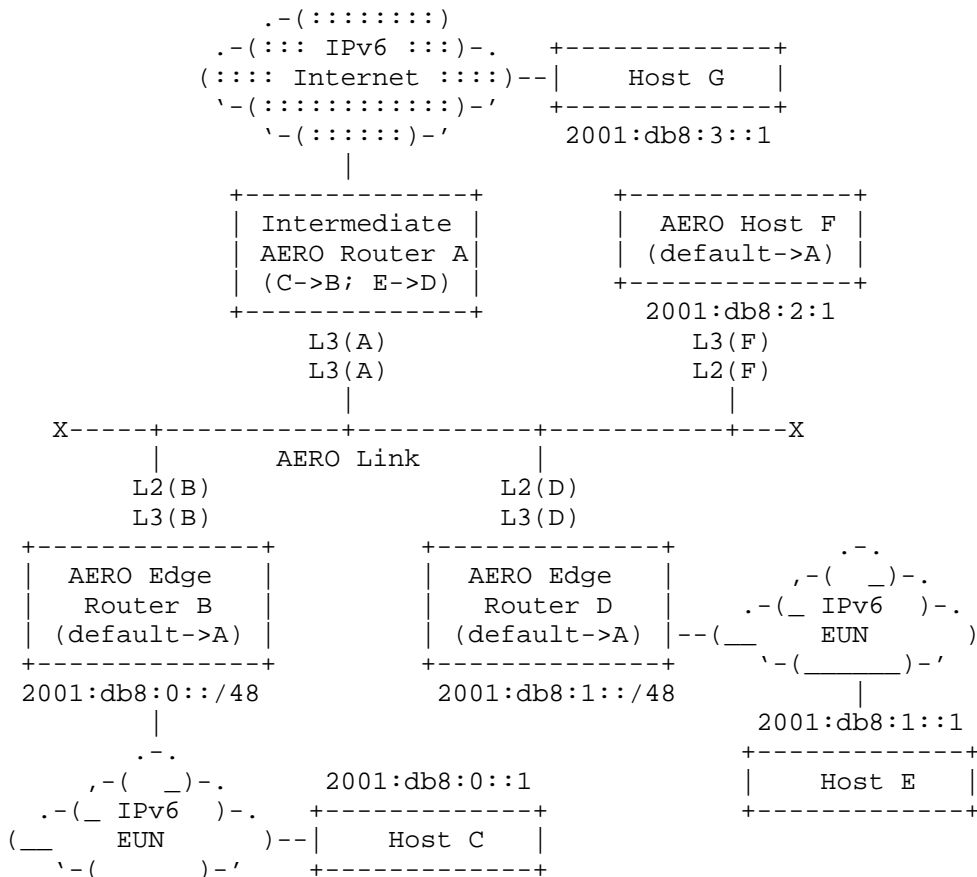 IPv6
Internet
Host G
2001:db8:3::1
Intermediate
AERO Router A
(C->B; E->D)
AERO Host F
(default->A)
2001:db8:2:1
L3(A)
L3(A)
L3(F)
L2(F)
X X
AERO Link
L2(B)
L3(B)
L2(D)
L3(D)
AERO Edge
Router B
(default->A)
AERO Edge
Router D
(default->A)
IPv6
EUN
2001:db8:0::/48
2001:db8:1::/48
2001:db8:1::1
Host E
2001:db8:0::1
IPv6
EUN
Host C